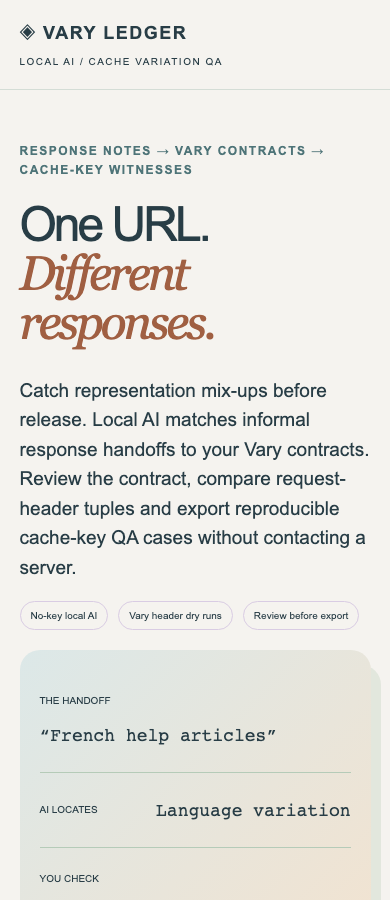 ◈ VARY LEDGER
LOCAL AI / CACHE VARIATION QA
RESPONSE NOTES → VARY CONTRACTS →
CACHE-KEY WITNESSES
One URL.
Different
responses.
Catch representation mix-ups before
release. Local AI matches informal
response handoffs to your Vary contracts.
Review the contract, compare request-
header tuples and export reproducible
cache-key QA cases without contacting a
server.
No-key local AI
Vary header dry runs
Review before export
THE HANDOFF
“French help articles”
AI LOCATES
Language variation
YOU CHECK